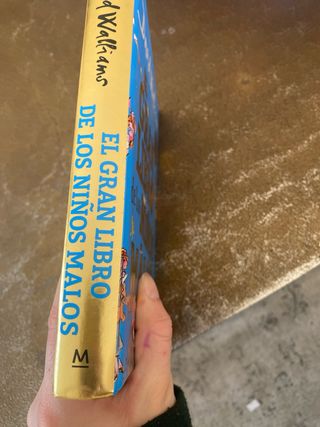 d Walliams
EL GRAN LIBRO
DE LOS NIÑOS MALOS
M